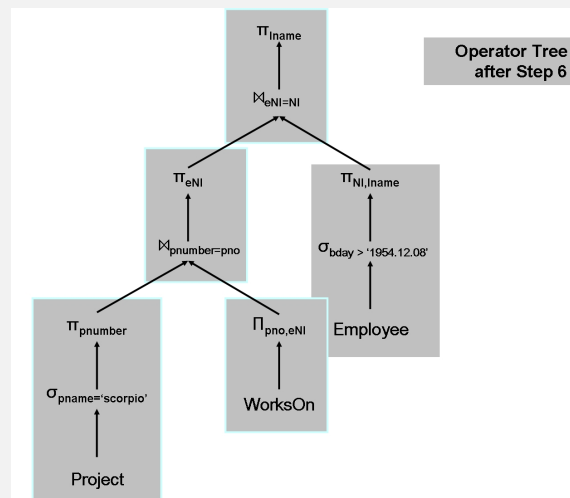 πlname
Operator Tree
after Step 6
⋈eNI=NI
πeNI
πNI,lname
⋈pnumber=pno
σbday > ‘1954.12.08’
πpnumber
Πpno,eNI
Employee
σpname=‘scorpio’
WorksOn
Project